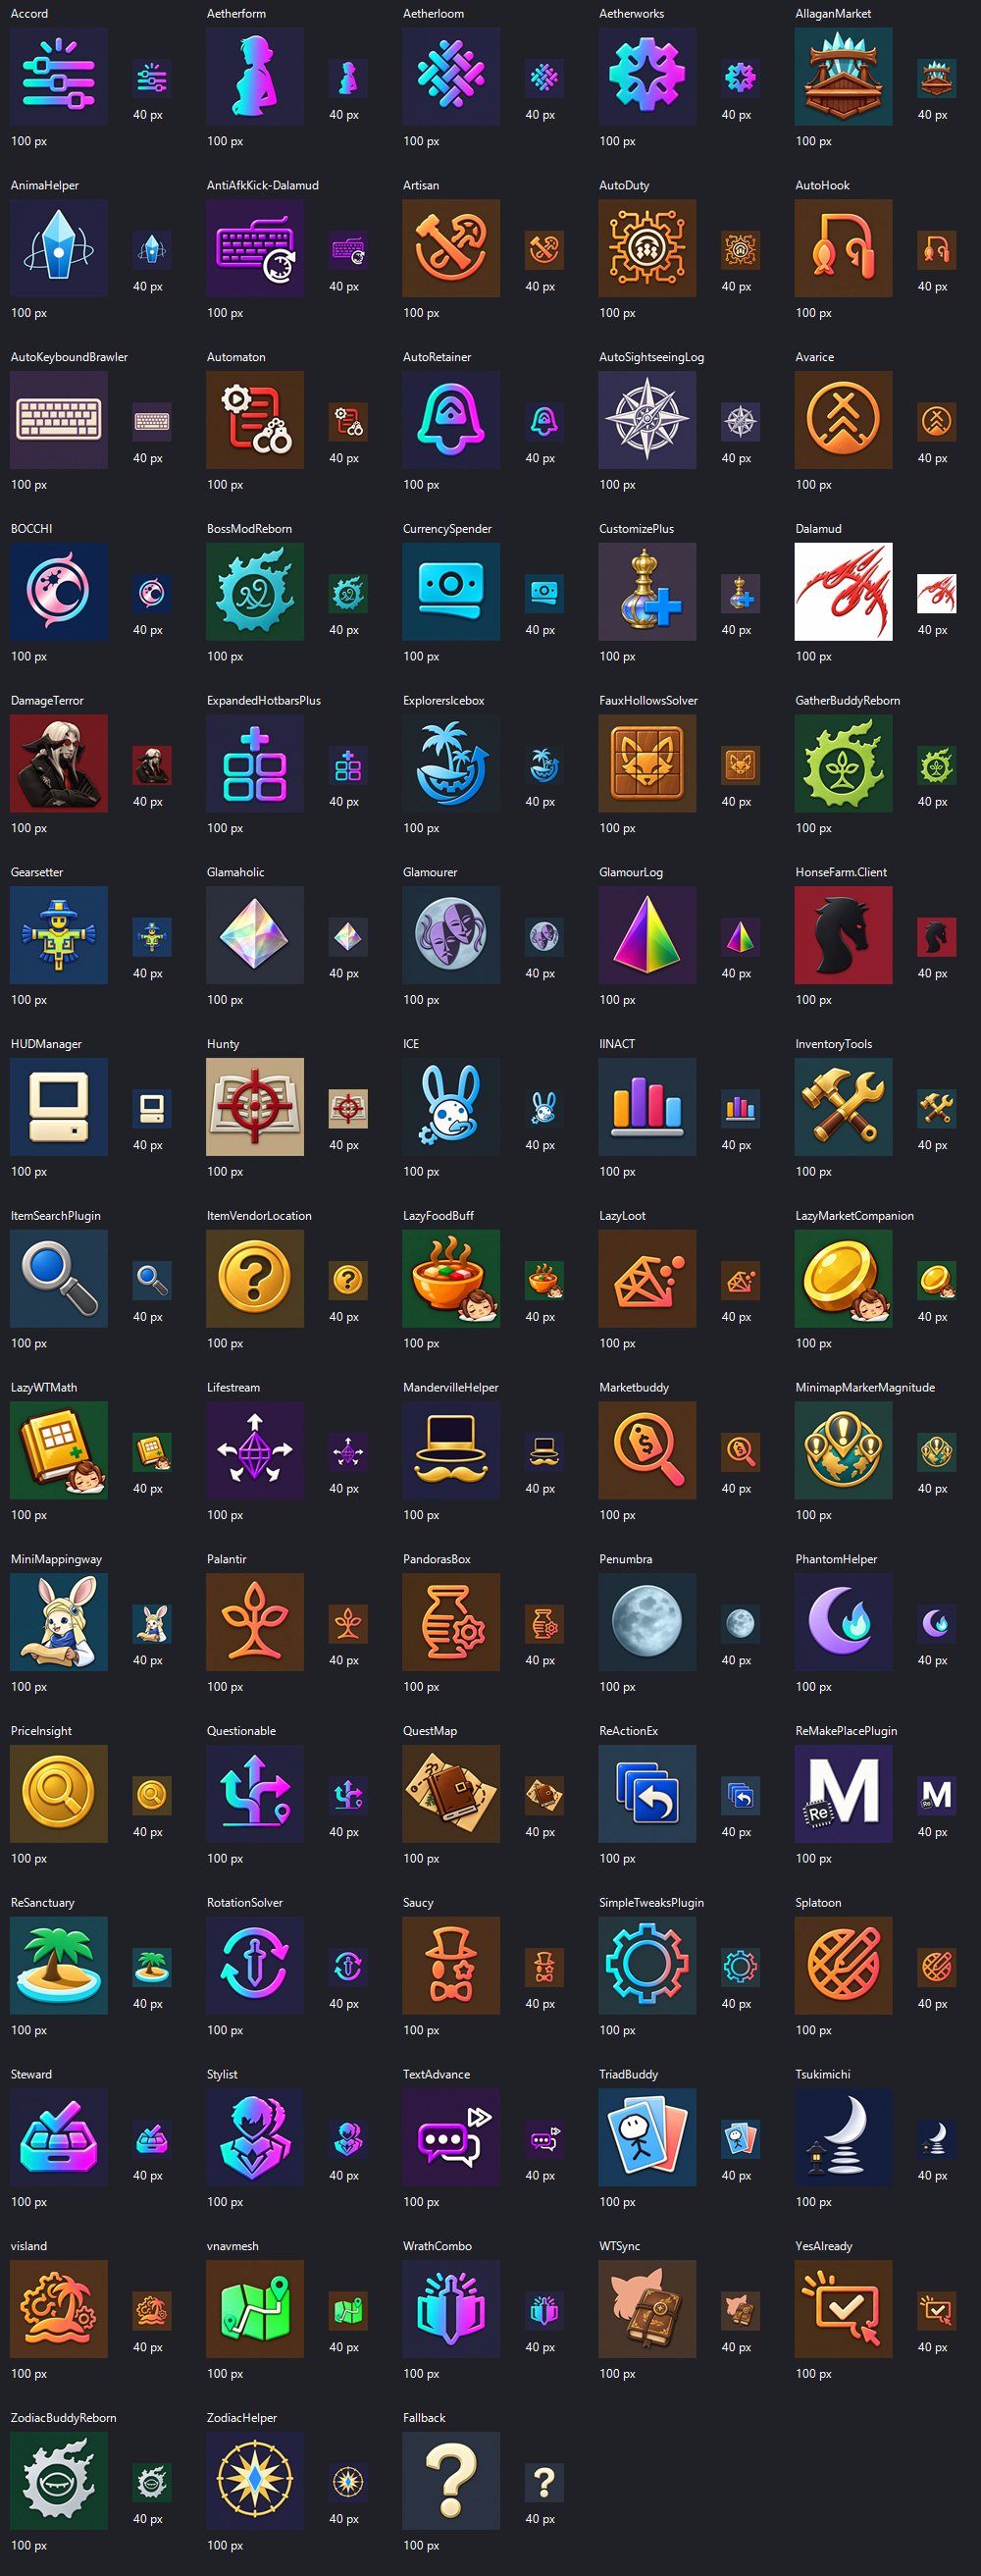 Accord Aetherform Aetherloom Aetherworks AllaganMarket
40 px 40 px 40 px 40 px 40 px
100 px 100 px 100 px 100 px 100 px
AnimaHelper AntiAfkKick-Dalamud Artisan AutoDuty AutoHook
40 px 40 px 40 px 40 px 40 px
100 px 100 px 100 px 100 px 100 px
AutoKeyboundBrawler Automaton AutoRetainer AutoSightseeingLog Avarice
40 px 40 px 40 px 40 px 40 px
100 px 100 px 100 px 100 px 100 px
BOCCHI BossModReborn CurrencySpender CustomizePlus Dalamud
40 px 40 px 40 px 40 px 40 px
100 px 100 px 100 px 100 px 100 px
DamageTerror ExpandedHotbarsPlus ExplorersIcebox FauxHollowsSolver GatherBuddyReborn
40 px 40 px 40 px 40 px 40 px
100 px 100 px 100 px 100 px 100 px
Gearsetter Glamaholic Glamourer GlamourLog HonseFarm.Client
40 px 40 px 40 px 40 px 40 px
100 px 100 px 100 px 100 px 100 px
HUDManager Hunty ICE IINACT InventoryTools
40 px 40 px 40 px 40 px 40 px
100 px 100 px 100 px 100 px 100 px
ItemSearchPlugin ItemVendorLocation LazyFoodBuff LazyLoot LazyMarketCompanion
?
40 px 40 px 40 px 40 px 40 px
100 px 100 px 100 px 100 px 100 px
LazyWTMath Lifestream MandervilleHelper Marketbuddy MinimapMarkerMagnitude
$
40 px 40 px 40 px 40 px 40 px
100 px 100 px 100 px 100 px 100 px
MiniMappingway Palantir PandorasBox Penumbra PhantomHelper
40 px 40 px 40 px 40 px 40 px
100 px 100 px 100 px 100 px 100 px
PriceInsight Questionable QuestMap ReActionEx ReMakePlacePlugin
M
Re
40 px 40 px 40 px 40 px 40 px
100 px 100 px 100 px 100 px 100 px
ReSanctuary RotationSolver Saucy SimpleTweaksPlugin Splatoon
40 px 40 px 40 px 40 px 40 px
100 px 100 px 100 px 100 px 100 px
Steward Stylist TextAdvance TriadBuddy Tsukimichi
40 px 40 px 40 px 40 px 40 px
100 px 100 px 100 px 100 px 100 px
visland vnavmesh WrathCombo WTSync YesAlready
40 px 40 px 40 px 40 px 40 px
100 px 100 px 100 px 100 px 100 px
ZodiacBuddyReborn ZodiacHelper Fallback
?
40 px 40 px 40 px
100 px 100 px 100 px